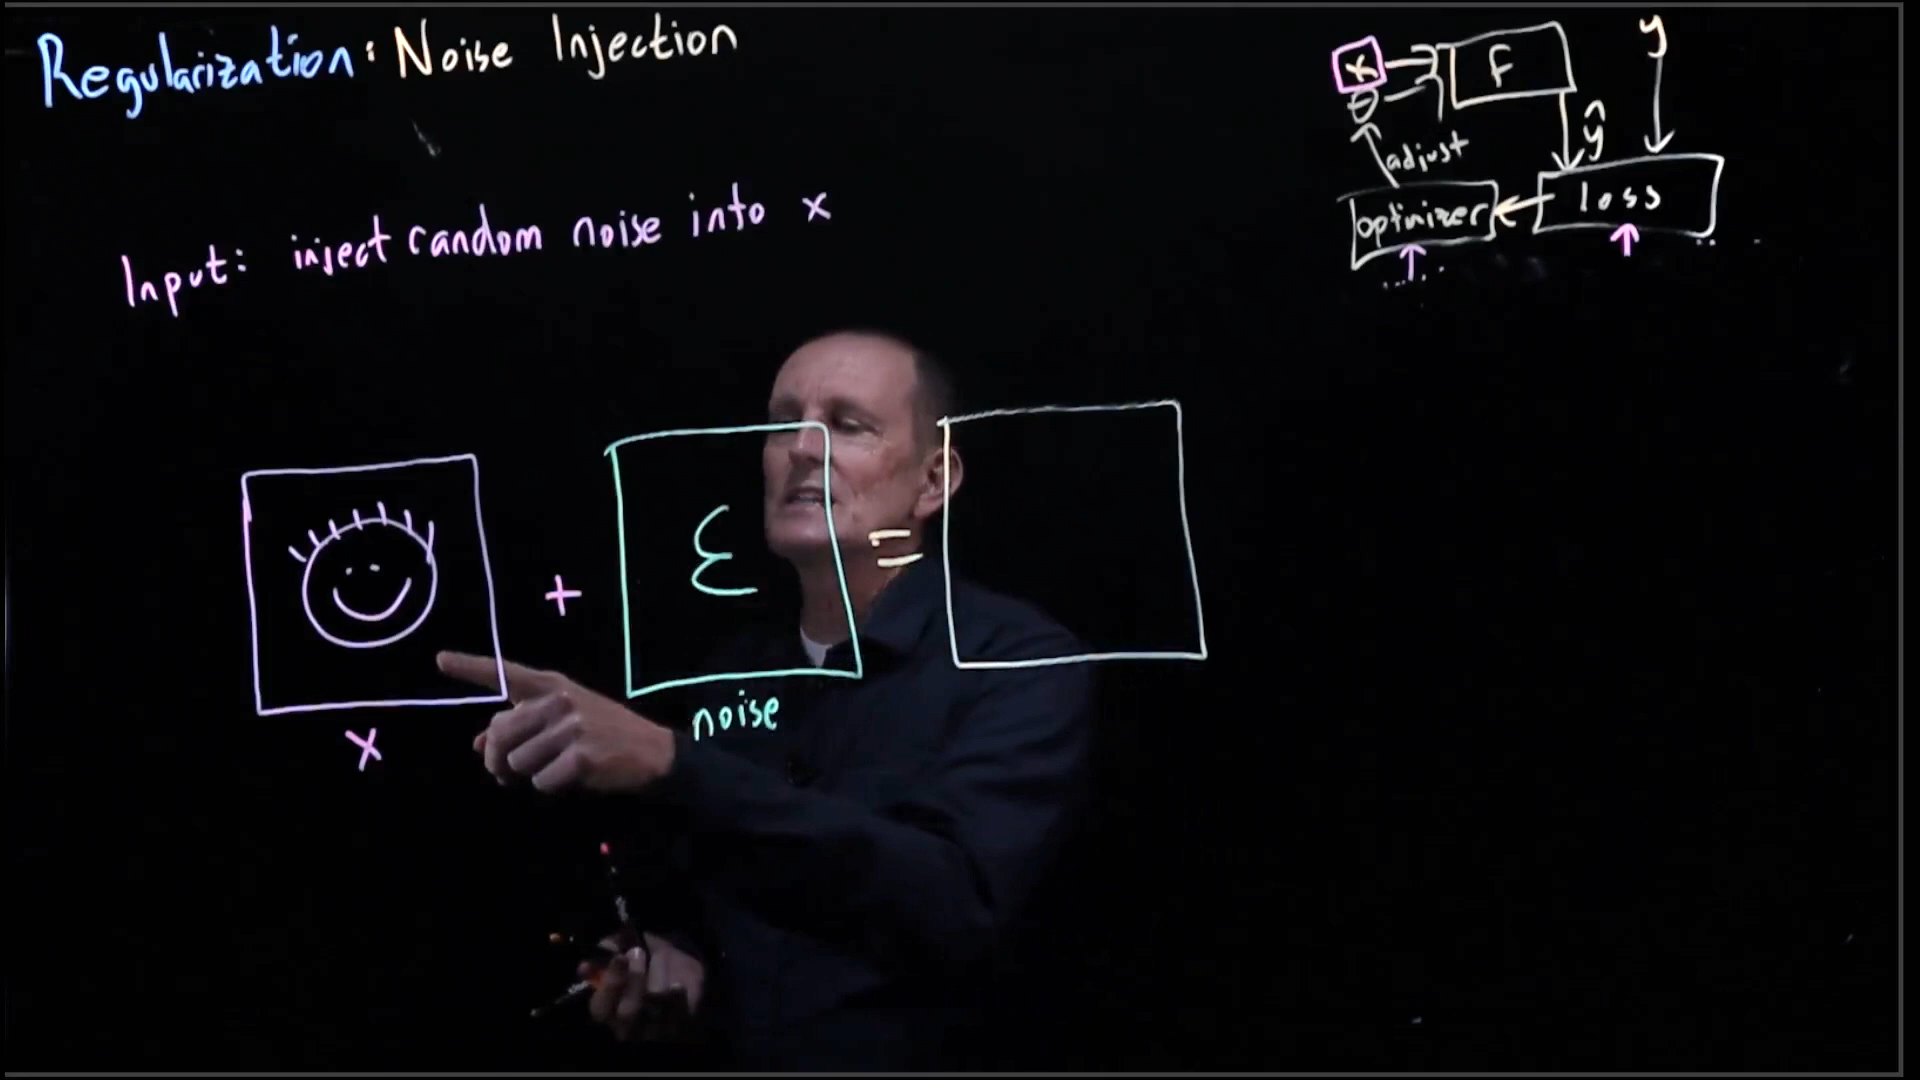 Regularization: Noise Injection
Input: inject random noise into x
x
+
ε
noise
=
x
θ
F
y
ŷ
adjust
optimizer
loss